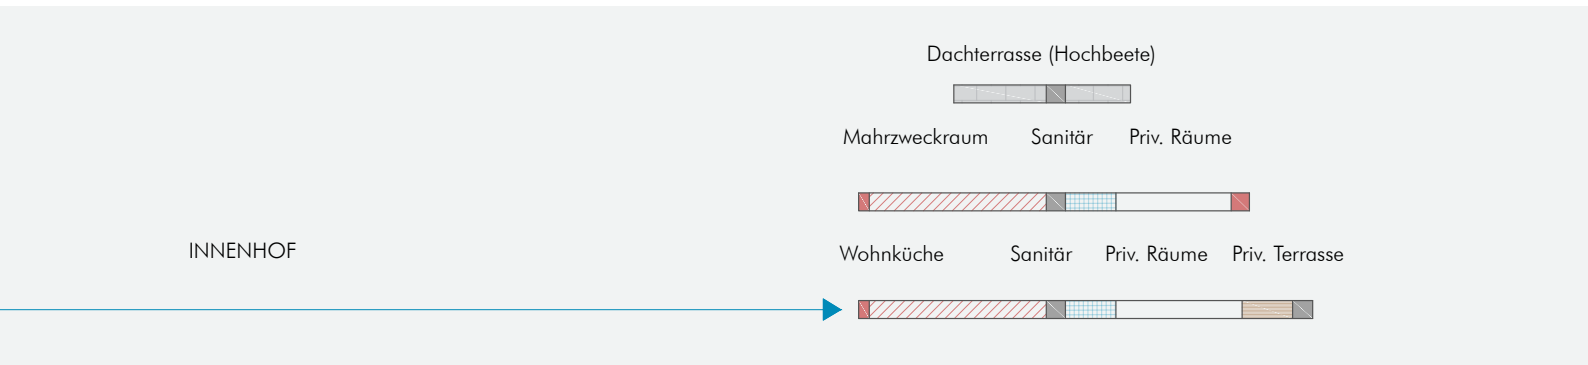 Dachterrasse (Hochbeete)
Mahrzweckraum Sanitär Priv. Räume
INNENHOF
Wohnküche Sanitär Priv. Räume Priv. Terrasse